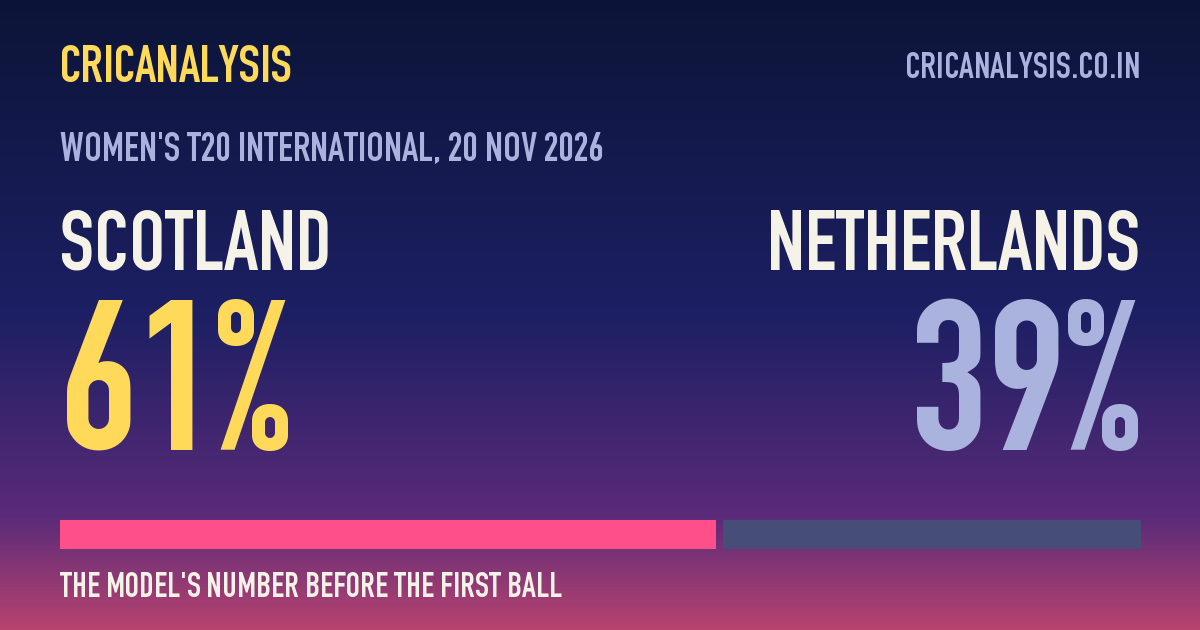 CRICANALYSIS
CRICANALYSIS.CO.IN
WOMEN'S T20 INTERNATIONAL, 20 NOV 2026
SCOTLAND
NETHERLANDS
61%
39%
THE MODEL'S NUMBER BEFORE THE FIRST BALL